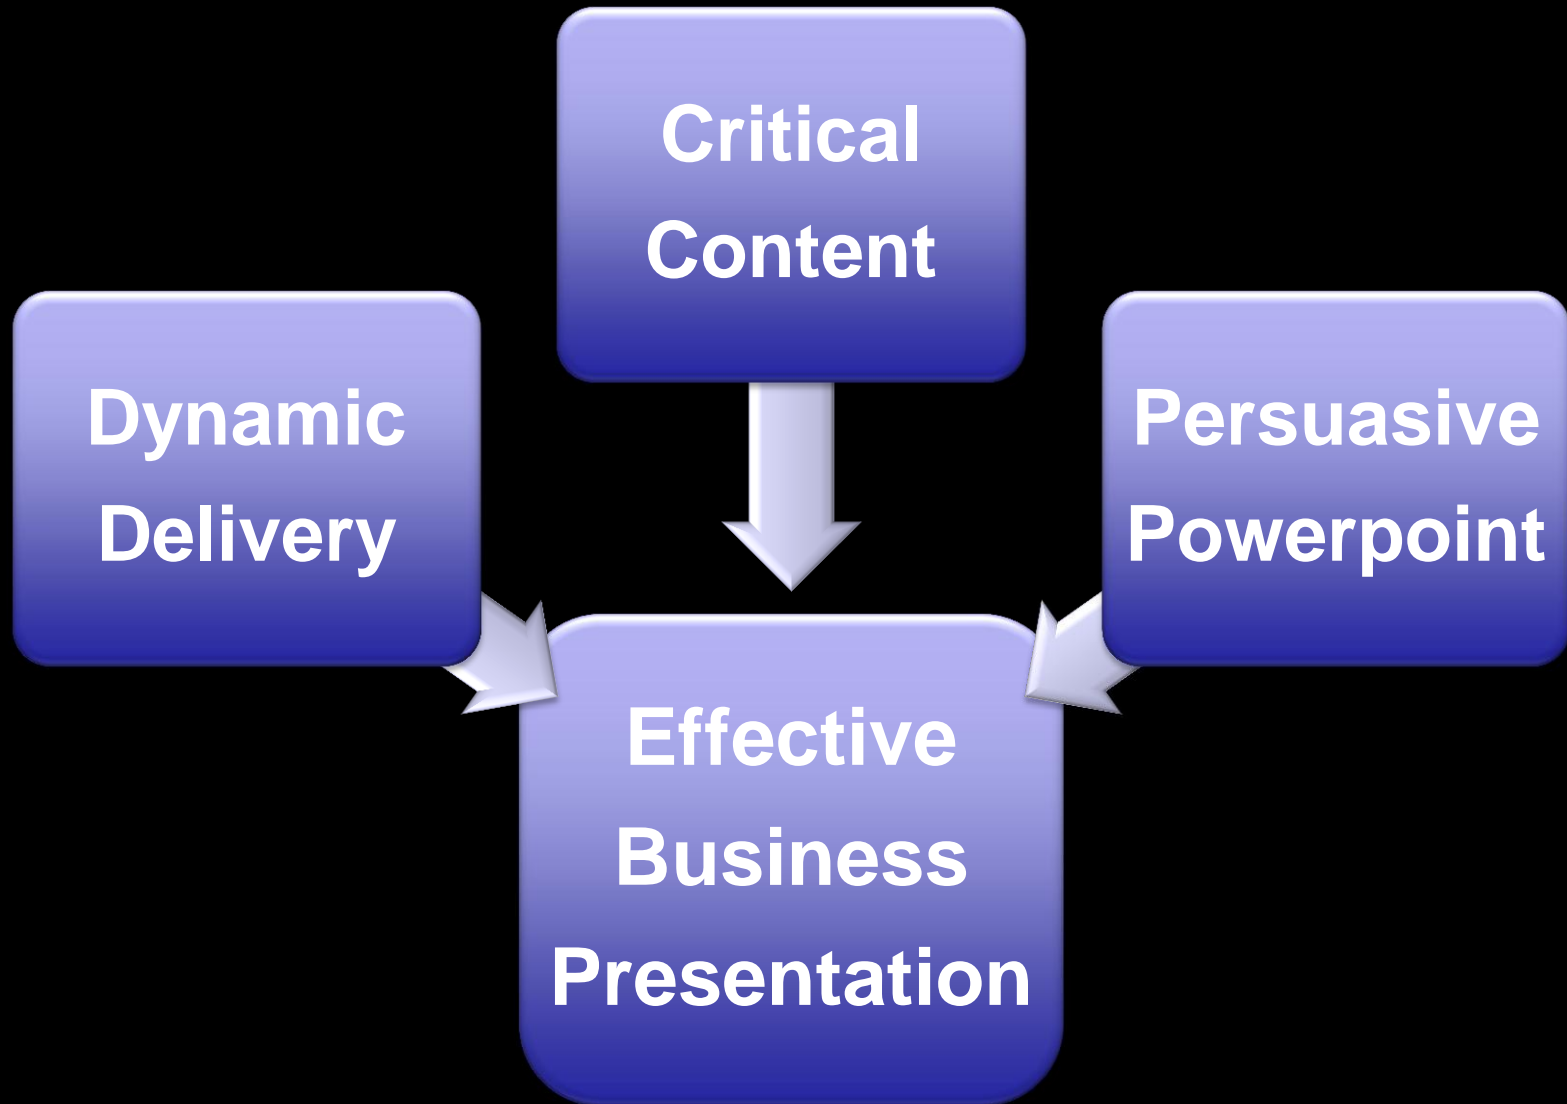 Critical
Content
Dynamic
Delivery
Persuasive
Powerpoint
Effective
Business
Presentation